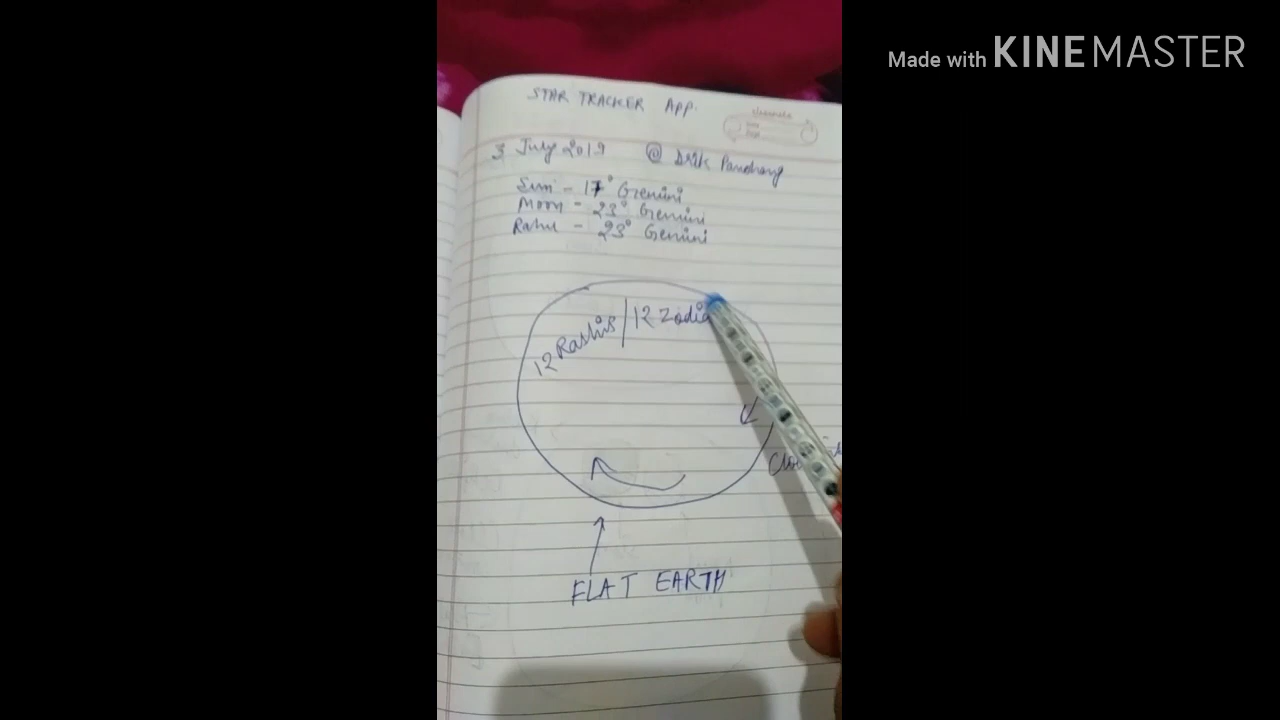 Made with KINEMASTER
STAR TRACKER APP.
3 July 2019 @ Drik Panchang
Sun - 17° Gemini
Moon - 23° Gemini
Rahu - 23° Gemini
12 Rashis / 12 Zodia
FLAT EARTH